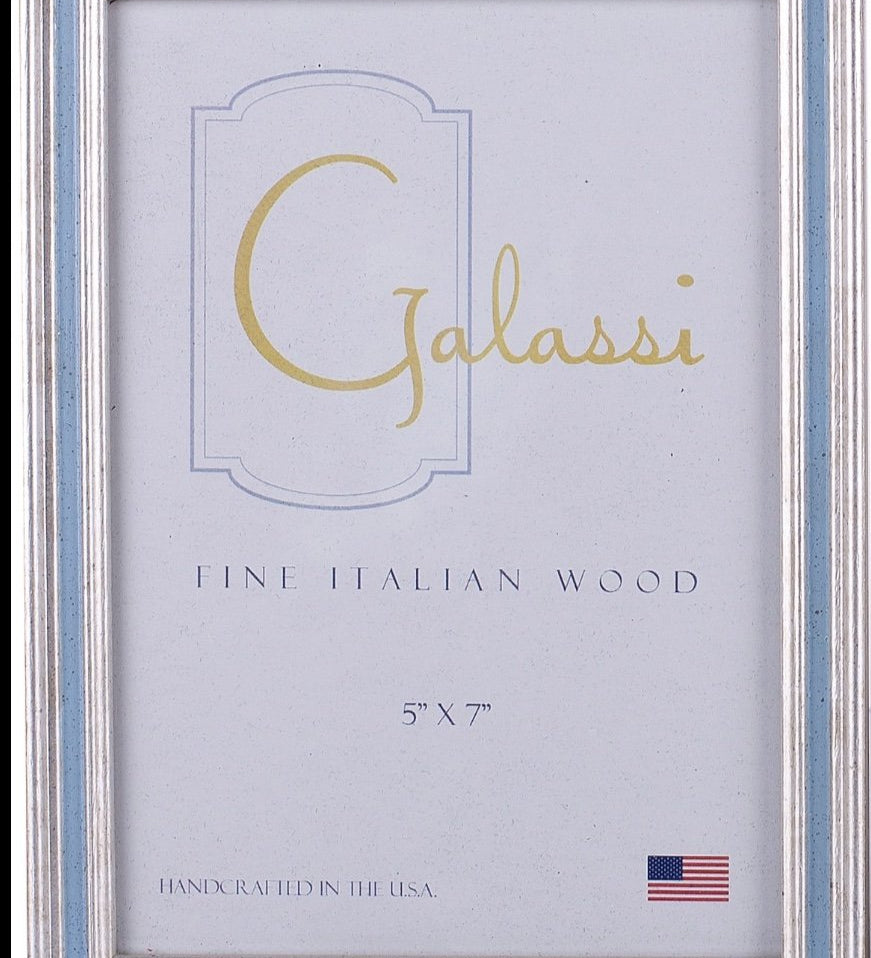 Galassi
FINE ITALIAN WOOD
5” X 7”
HANDCRAFTED IN THE U.S.A.